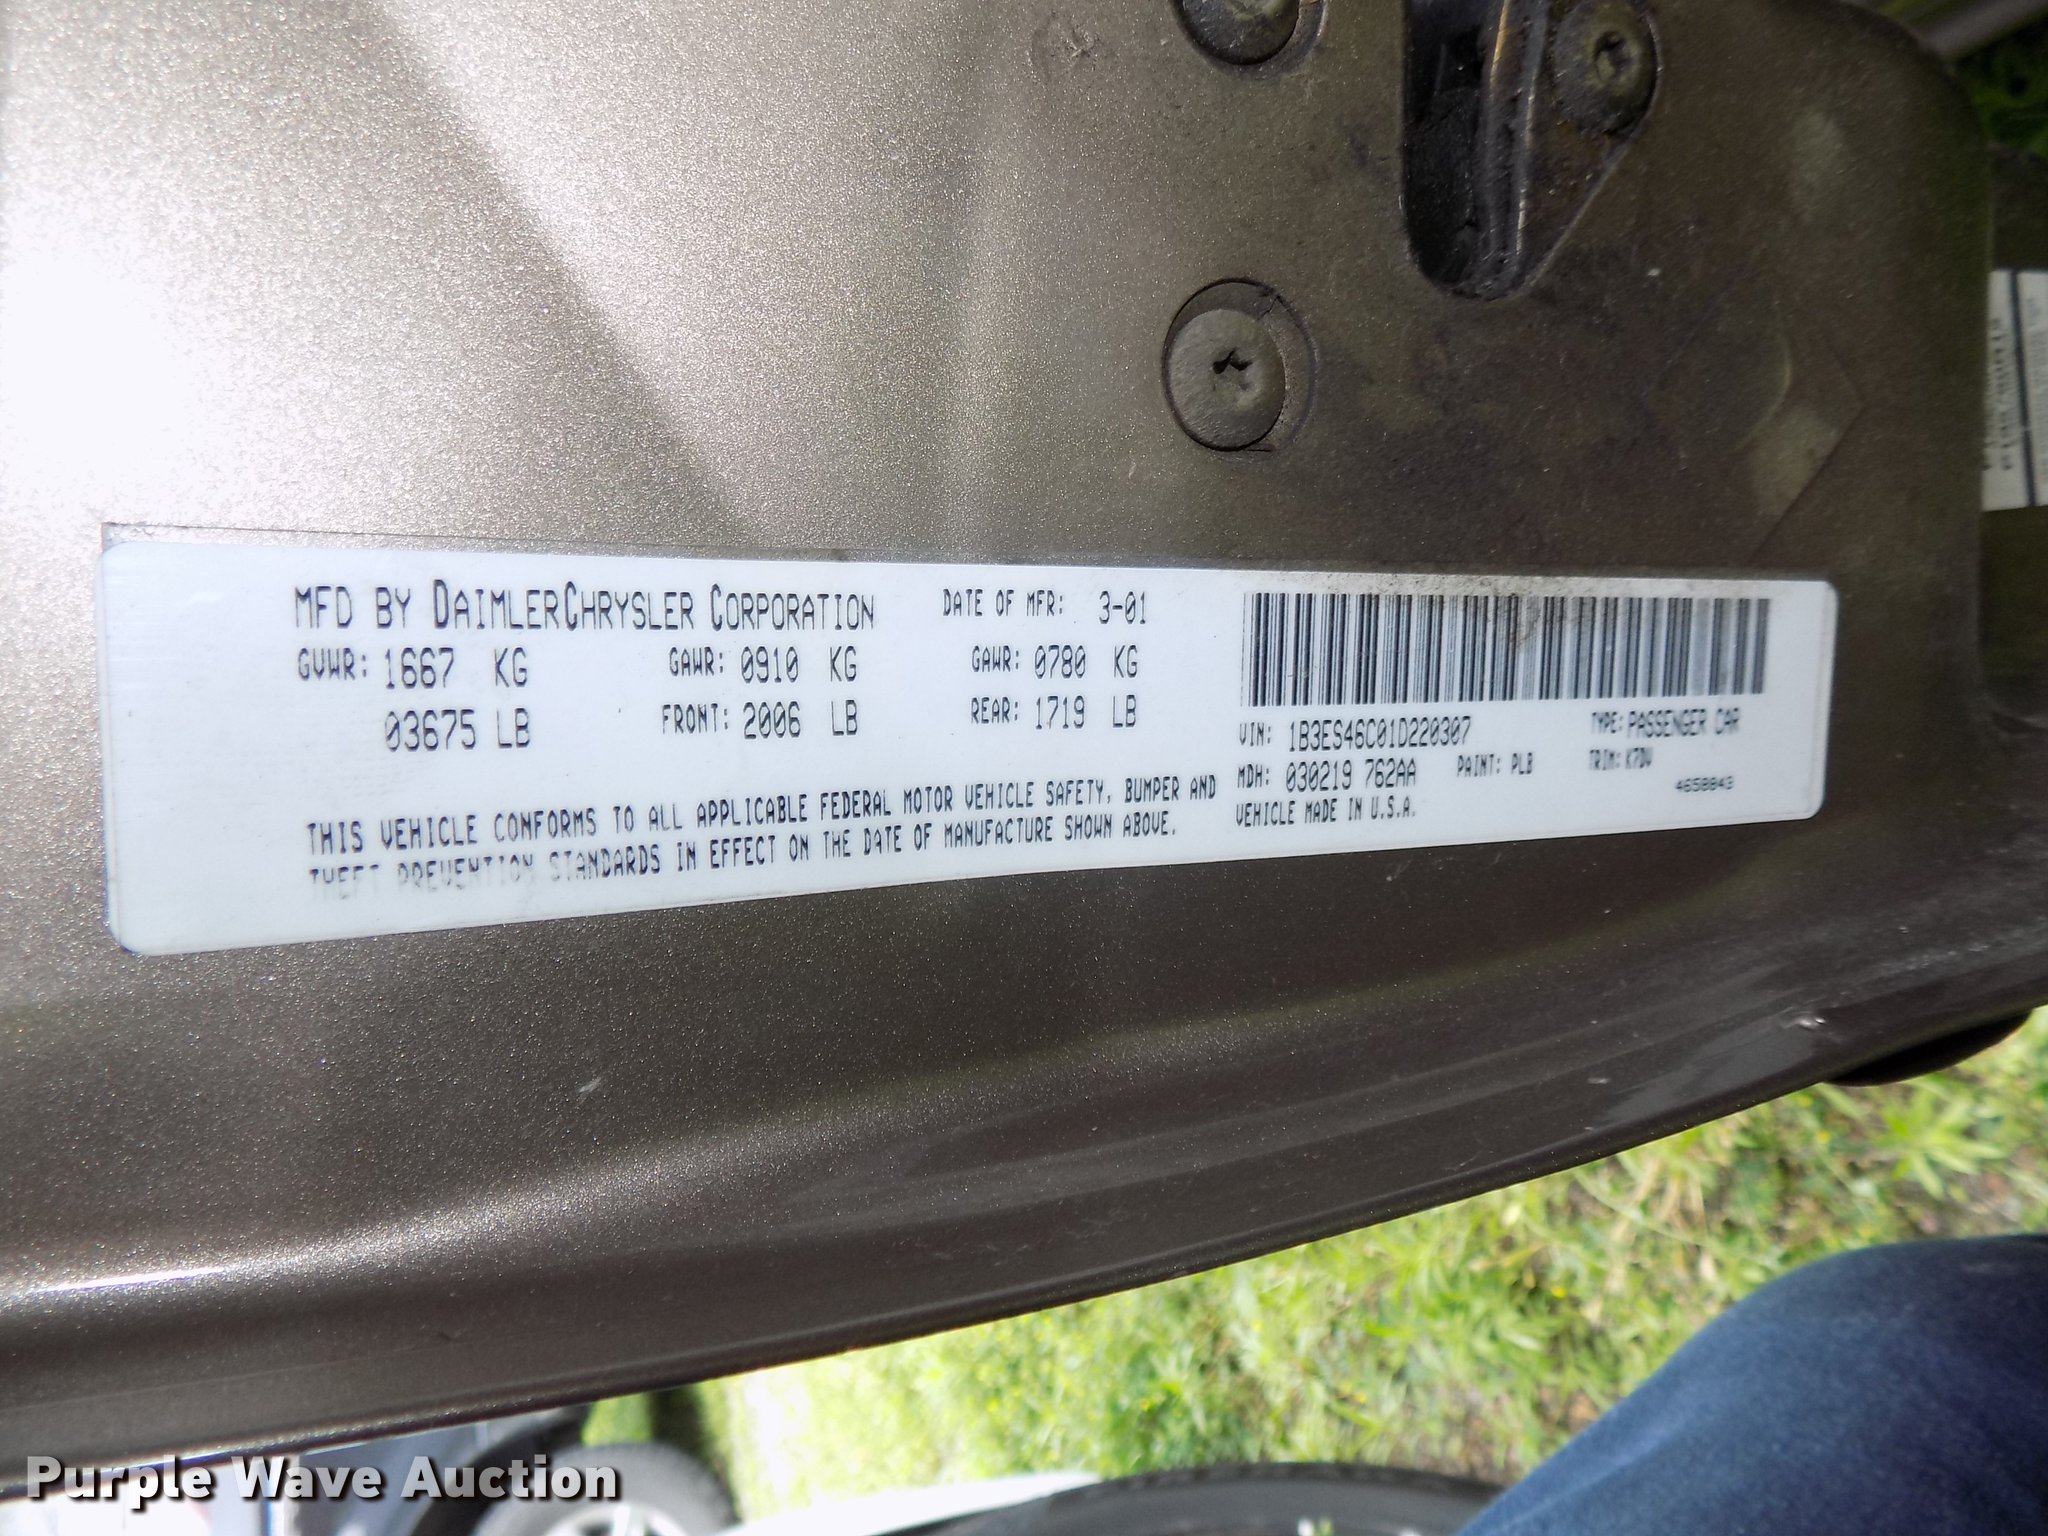 MFD BY DAIMLERCHRYSLER CORPORATION DATE OF MFR: 3-01
GVWR: 1667 KG GAWR: 0910 KG GAWR: 0780 KG
03675 LB FRONT: 2006 LB REAR: 1719 LB
VIN: 1B3ES46C01D220307 TYPE: PASSENGER CAR
MDH: 030219 762AA PAINT: PLB TRIM: K7DV
4658843
VEHICLE MADE IN U.S.A.
THIS VEHICLE CONFORMS TO ALL APPLICABLE FEDERAL MOTOR VEHICLE SAFETY, BUMPER AND
THEFT PREVENTION STANDARDS IN EFFECT ON THE DATE OF MANUFACTURE SHOWN ABOVE.
Purple Wave Auction